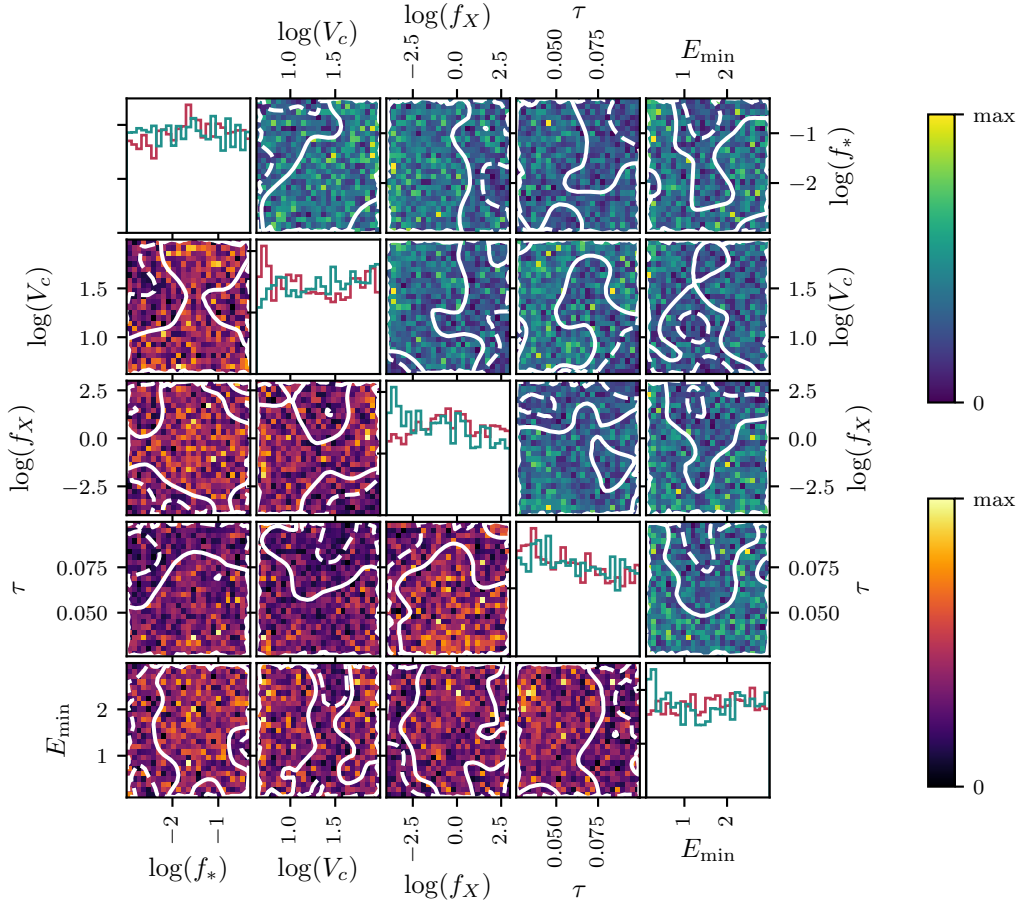 log(V_c)
log(f_X)
τ
E_min
1.0 1.5
−2.5 0.0 2.5
0.050 0.075
1 2
max
0
−1
−2
log(f_*)
log(V_c)
1.5
1.0
1.5
1.0
log(V_c)
log(f_X)
2.5
0.0
−2.5
2.5
0.0
−2.5
log(f_X)
max
0
τ
0.075
0.050
0.075
0.050
τ
E_min
2
1
−2 −1
1.0 1.5
−2.5 0.0 2.5
0.050 0.075
1 2
log(f_*)
log(V_c)
log(f_X)
τ
E_min